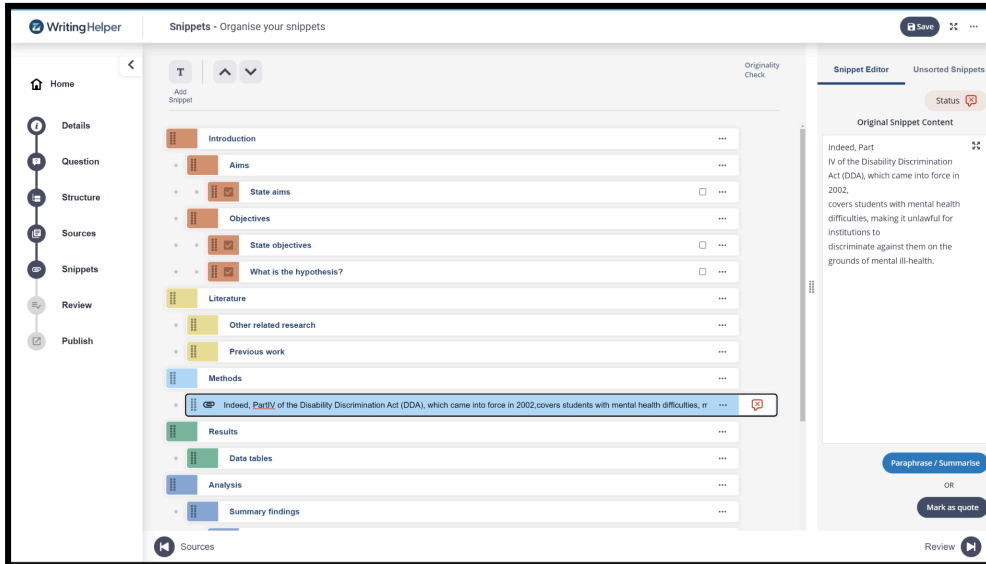 WritingHelper
Snippets - Organise your snippets
Save
Home
Details
Question
Structure
Sources
Snippets
Review
Publish
T
Add
Snippet
Originality
Check
Introduction
Aims
State aims
Objectives
State objectives
What is the hypothesis?
Literature
Other related research
Previous work
Methods
Indeed, PartIV of the Disability Discrimination Act (DDA), which came into force in 2002,covers students with mental health difficulties, m
Results
Data tables
Analysis
Summary findings
Snippet Editor
Unsorted Snippets
Status
Original Snippet Content
Indeed, Part
IV of the Disability Discrimination
Act (DDA), which came into force in
2002,
covers students with mental health
difficulties, making it unlawful for
institutions to
discriminate against them on the
grounds of mental ill-health.
Paraphrase / Summarise
OR
Mark as quote
Sources
Review